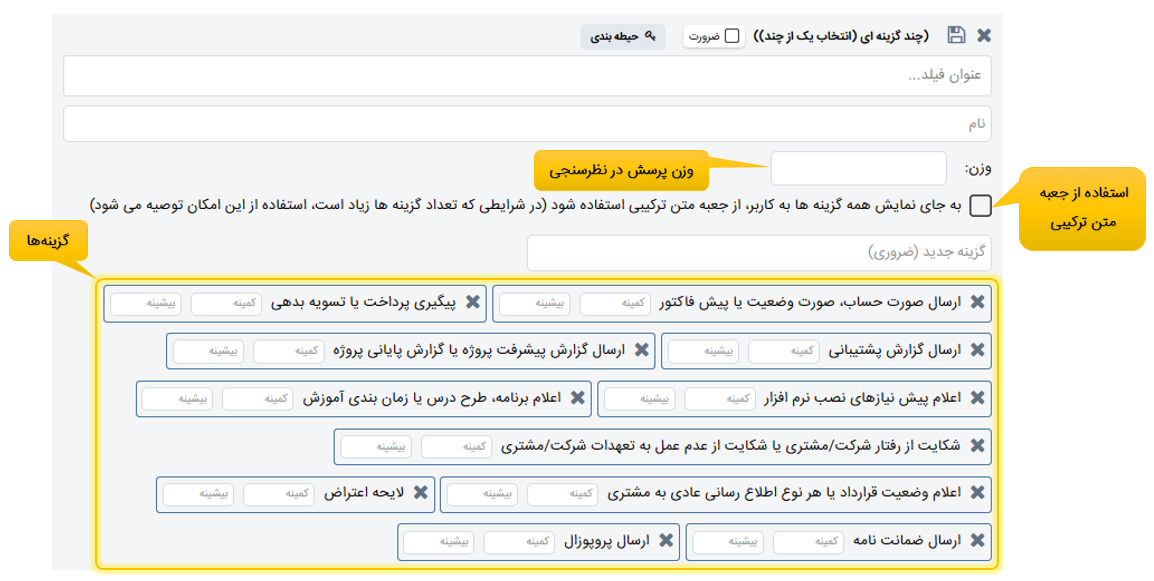 (چند گزینه ای (انتخاب یک از چند)) ضرورت حیطه بندی
عنوان فیلد...
نام
وزن:
وزن پرسش در نظرسنجی
استفاده از جعبه
متن ترکیبی
به جای نمایش همه گزینه ها به کاربر، از جعبه متن ترکیبی استفاده شود (در شرایطی که تعداد گزینه ها زیاد است، استفاده از این امکان توصیه می شود)
گزینه‌ها
گزینه جدید (ضروری)
ارسال صورت حساب، صورت وضعیت یا پیش فاکتور کمینه بیشینه پیگیری پرداخت یا تسویه بدهی کمینه بیشینه
ارسال گزارش پشتیبانی کمینه بیشینه ارسال گزارش پیشرفت پروژه یا گزارش پایانی پروژه کمینه بیشینه
اعلام پیش نیازهای نصب نرم افزار کمینه بیشینه اعلام برنامه، طرح درس یا زمان بندی آموزش کمینه بیشینه
شکایت از رفتار شرکت/مشتری یا شکایت از عدم عمل به تعهدات شرکت/مشتری کمینه بیشینه
اعلام وضعیت قرارداد یا هر نوع اطلاع رسانی عادی به مشتری کمینه بیشینه لایحه اعتراض کمینه بیشینه
ارسال ضمانت نامه کمینه بیشینه ارسال پروپوزال کمینه بیشینه